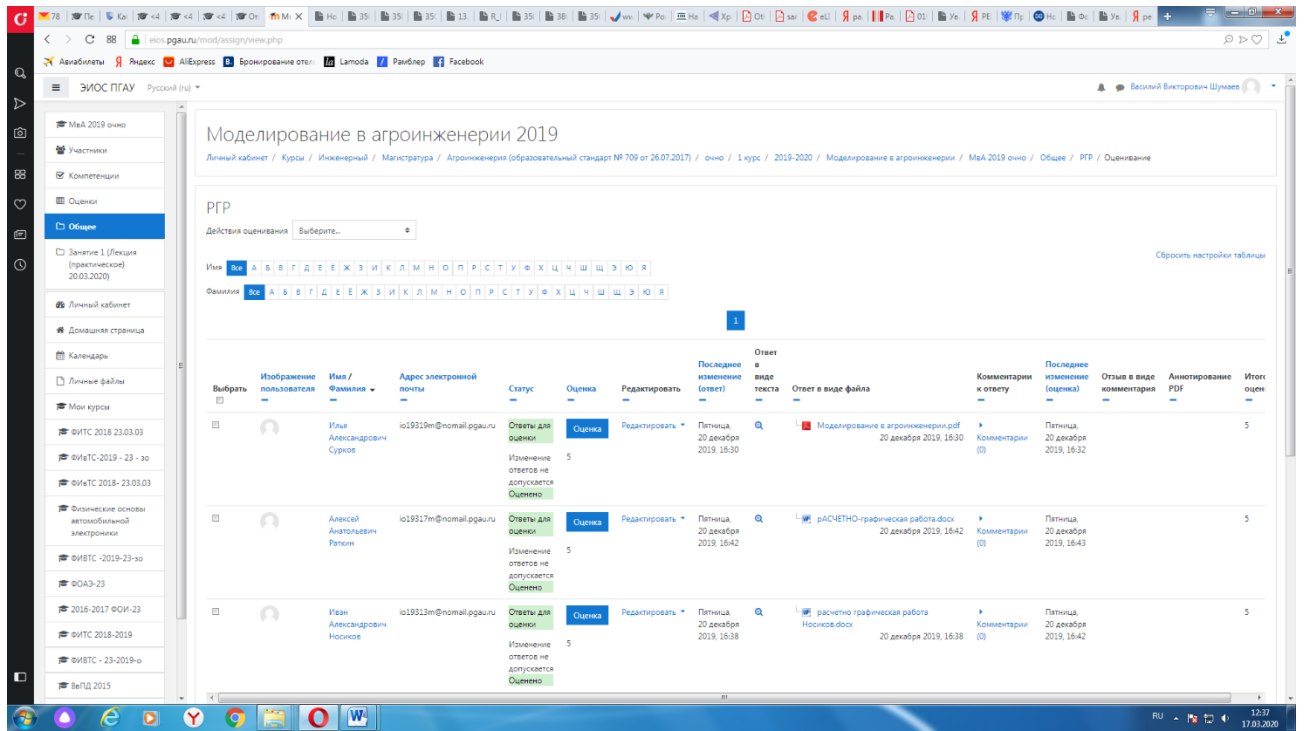 eios.pgau.ru/mod/assign/view.php
Авиабилеты Яндекс AliExpress Бронирование отел Lamoda Рамблер Facebook
ЭИОС ПГАУ Русский (ru)
Василий Викторович Шумаев
МвА 2019 очно
Участники
Компетенции
Оценки
Общее
Занятие 1 (Лекция
(практическое)
20.03.2020)
Личный кабинет
Домашняя страница
Календарь
Личные файлы
Мои курсы
ФИТС 2018 23.03.03
ФИвТС-2019 - 23 - зо
ФИвТС 2018- 23.03.03
Физические основы
автомобильной
электроники
ФИВТС -2019-23-зо
ФОАЭ-23
2016-2017 ФОИ-23
ФИТС 2018-2019
ФИВТС - 23-2019-о
ВеПД 2015
Моделирование в агроинженерии 2019
Личный кабинет / Курсы / Инженерный / Магистратура / Агроинженерия (образовательный стандарт № 709 от 26.07.2017) / очно / 1 курс / 2019-2020 / Моделирование в агроинженерии / МвА 2019 очно / Общее / РГР / Оценивание
РГР
Действия оценивания Выберите...
Сбросить настройки таблицы
Имя Все А Б В Г Д Е Ё Ж З И К Л М Н О П Р С Т У Ф Х Ц Ч Ш Щ Э Ю Я
Фамилия Все А Б В Г Д Е Ё Ж З И К Л М Н О П Р С Т У Ф Х Ц Ч Ш Щ Э Ю Я
1
Выбрать
Изображение
пользователя
Имя /
Фамилия
Адрес электронной
почты
Статус
Оценка
Редактировать
Последнее
изменение
(ответ)
Ответ
в
виде
текста
Ответ в виде файла
Комментарии
к ответу
Последнее
изменение
(оценка)
Отзыв в виде
комментария
Аннотирование
PDF
Итого
оцен
Илья
Александрович
Сурков
io19319m@nomail.pgau.ru
Ответы для
оценки
Изменение
ответов не
допускается
Оценено
Оценка
5
Редактировать
Пятница,
20 декабря
2019, 16:30
Моделирование в агроинженерии.pdf
20 декабря 2019, 16:30
Комментарии
(0)
Пятница,
20 декабря
2019, 16:32
5
Алексей
Анатольевич
Раткин
io19317m@nomail.pgau.ru
Ответы для
оценки
Изменение
ответов не
допускается
Оценено
Оценка
5
Редактировать
Пятница,
20 декабря
2019, 16:42
рАСЧЕТНО-графическая работа.docx
20 декабря 2019, 16:42
Комментарии
(0)
Пятница,
20 декабря
2019, 16:43
5
Иван
Александрович
Носиков
io19313m@nomail.pgau.ru
Ответы для
оценки
Изменение
ответов не
допускается
Оценено
Оценка
5
Редактировать
Пятница,
20 декабря
2019, 16:38
расчетно графическая работа
Носиков.docx
20 декабря 2019, 16:38
Комментарии
(0)
Пятница,
20 декабря
2019, 16:42
5
RU
12:37
17.03.2020